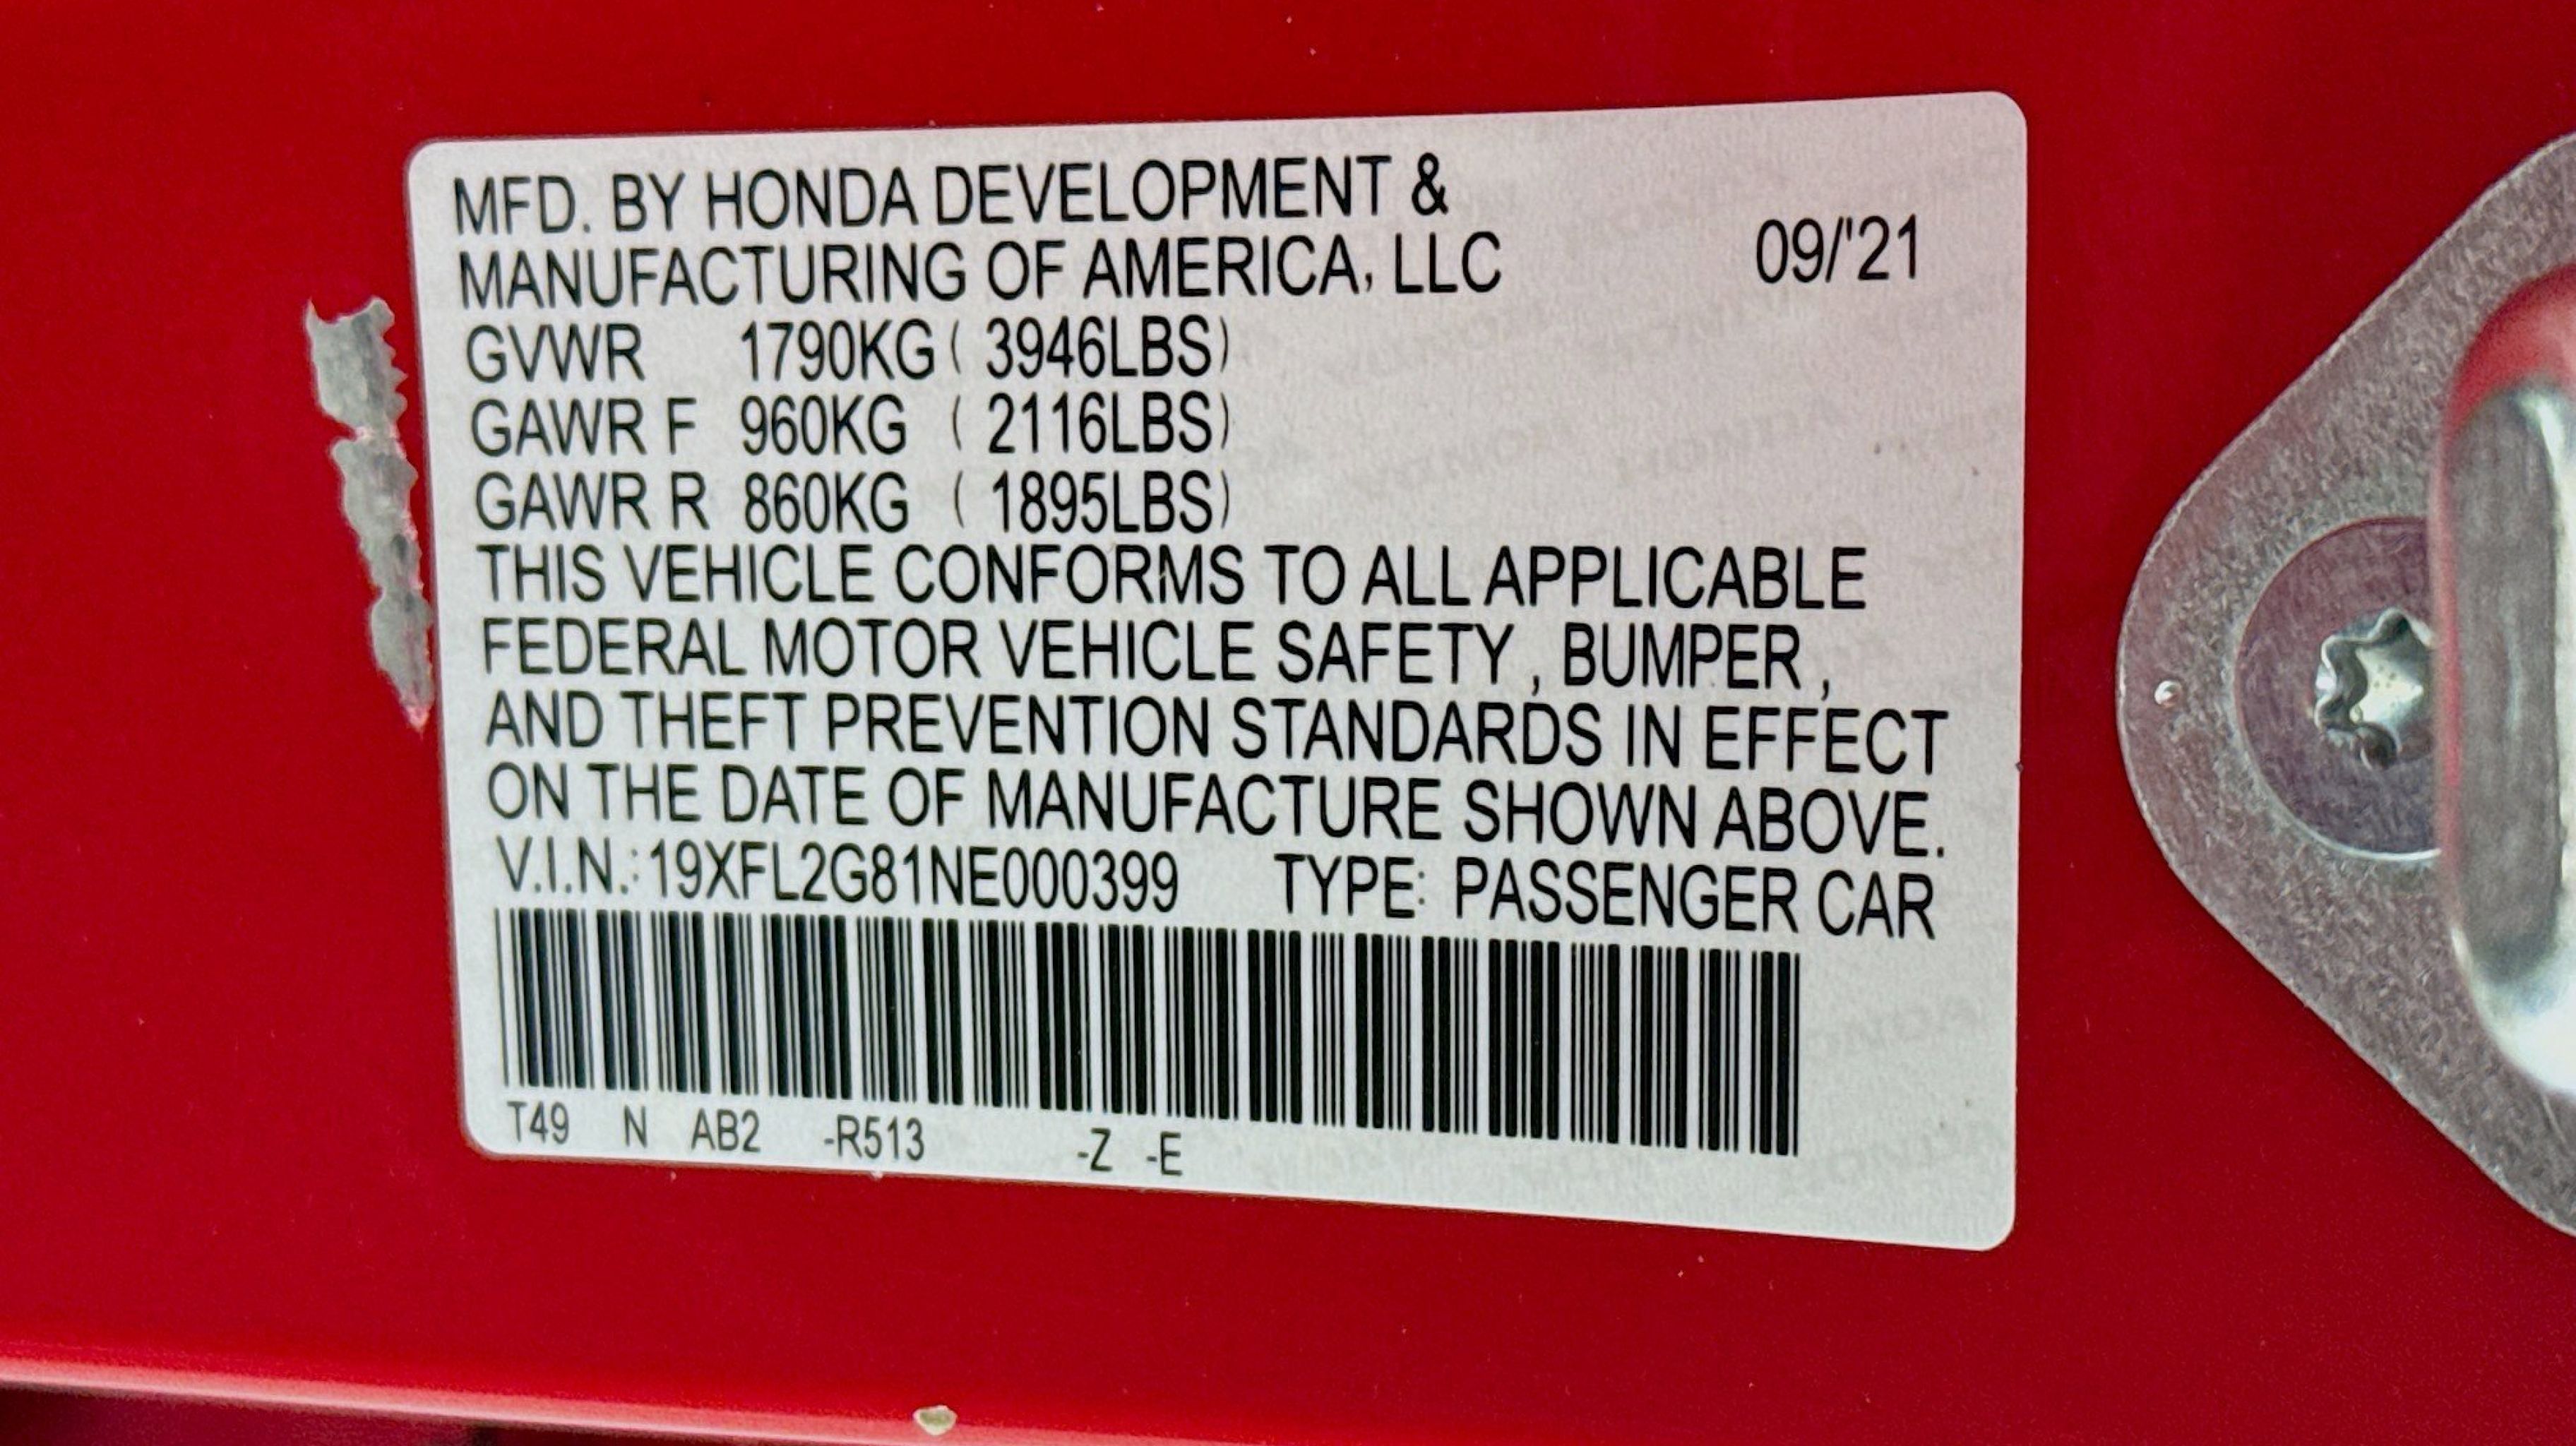 MFD. BY HONDA DEVELOPMENT &
MANUFACTURING OF AMERICA, LLC 09/'21
GVWR 1790KG ( 3946LBS)
GAWR F 960KG ( 2116LBS)
GAWR R 860KG ( 1895LBS)
THIS VEHICLE CONFORMS TO ALL APPLICABLE
FEDERAL MOTOR VEHICLE SAFETY , BUMPER ,
AND THEFT PREVENTION STANDARDS IN EFFECT
ON THE DATE OF MANUFACTURE SHOWN ABOVE.
V.I.N.: 19XFL2G81NE000399 TYPE: PASSENGER CAR
T49 N AB2 -R513 -Z -E